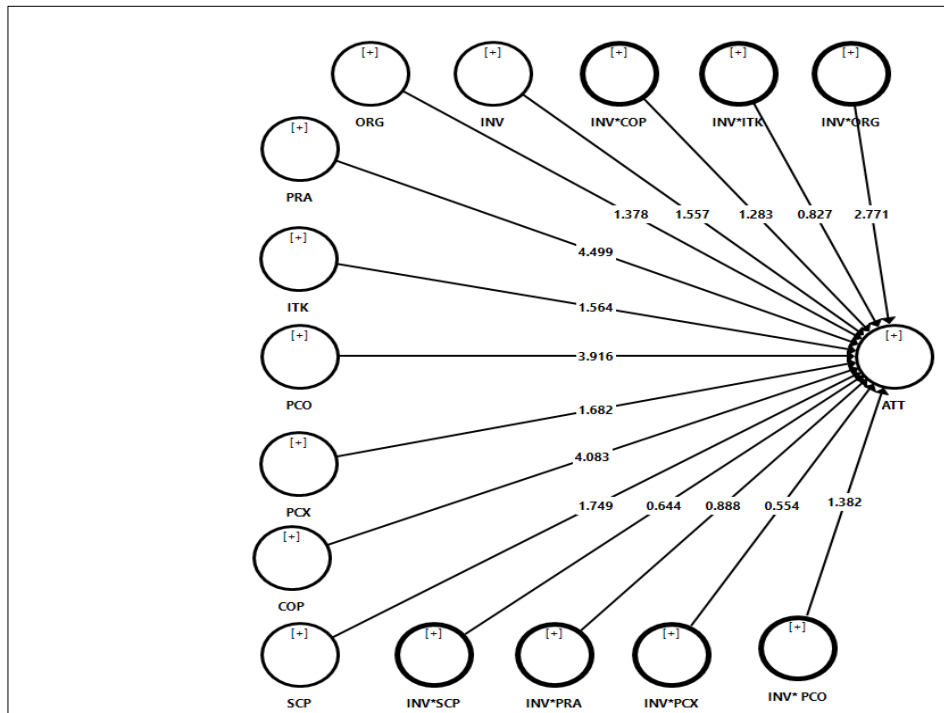 [+] [+] [+] [+] [+]
ORG INV INV*COP INV*ITK INV*ORG
[+]
PRA
1.378 1.557 1.283 0.827 2.771
[+]
4.499
ITK
1.564
[+] [+]
3.916
PCO ATT
1.682
[+]
4.083
PCX
1.749 0.644 0.888 0.554 1.382
[+]
COP
[+] [+] [+] [+] [+]
SCP INV*SCP INV*PRA INV*PCX INV* PCO